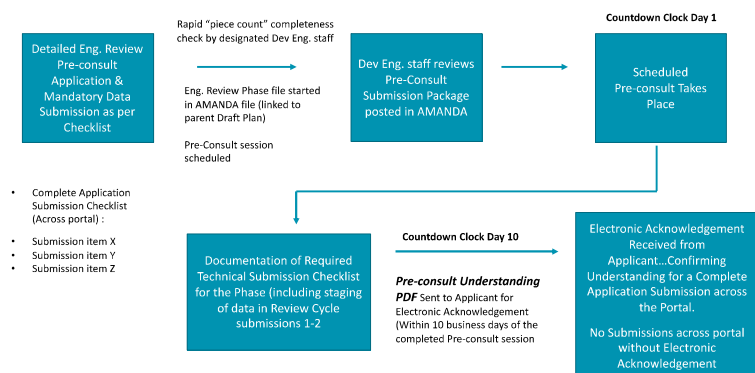 Countdown Clock Day 1
Rapid “piece count” completeness
check by designated Dev Eng. staff
Detailed Eng. Review
Pre-consult
Application &
Mandatory Data
Submission as per
Checklist
Eng. Review Phase file started
in AMANDA file (linked to
parent Draft Plan)
Pre-Consult session
scheduled
Dev Eng. staff reviews
Pre-Consult
Submission Package
posted in AMANDA
Scheduled
Pre-consult Takes
Place
• Complete Application
Submission Checklist
(Across portal) :
• Submission item X
• Submission item Y
• Submission item Z
Documentation of Required
Technical Submission Checklist
for the Phase (including staging
of data in Review Cycle
submissions 1-2
Countdown Clock Day 10
Pre-consult Understanding
PDF Sent to Applicant for
Electronic Acknowledgement
(Within 10 business days of the
completed Pre-consult session
Electronic Acknowledgement
Received from
Applicant...Confirming
Understanding for a Complete
Application Submission across
the Portal.
No Submissions across portal
without Electronic
Acknowledgement